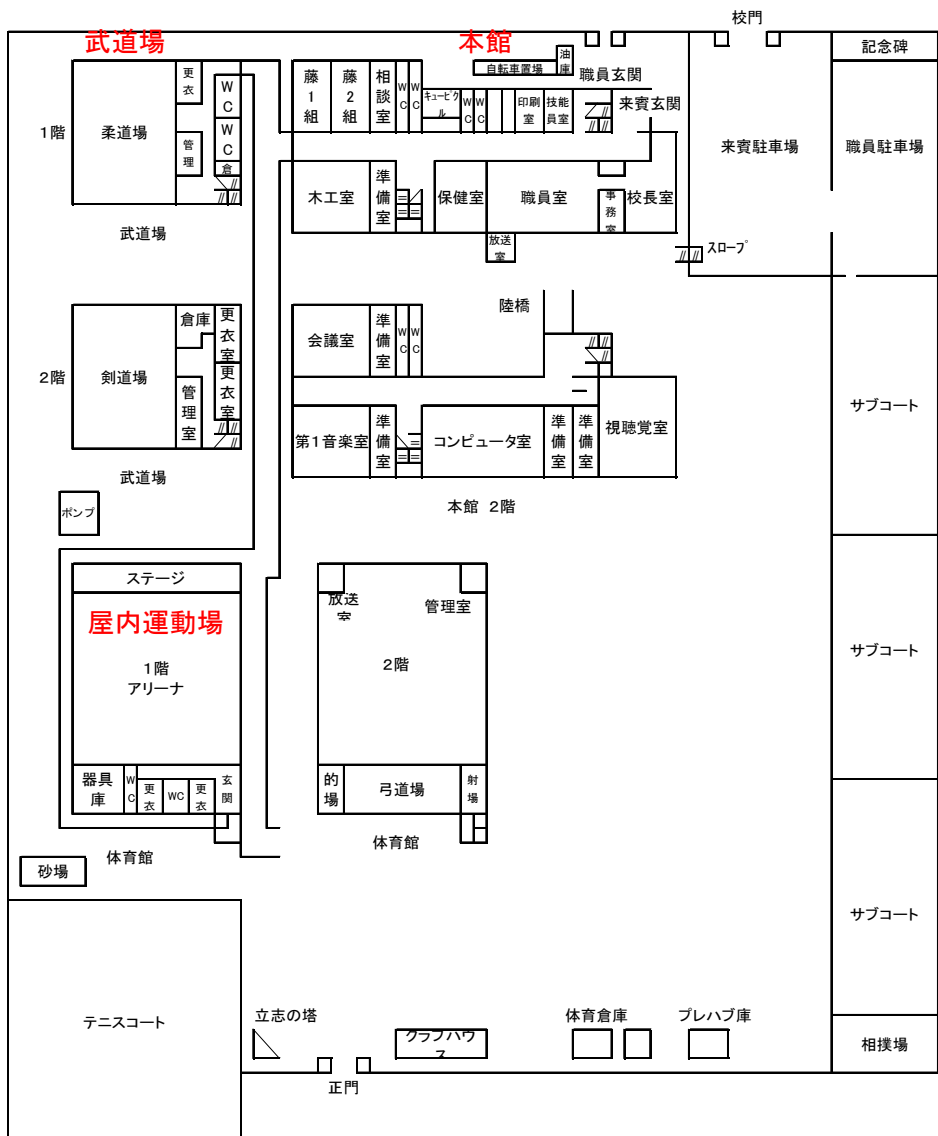 校門
武道場
本館
記念碑
油庫
自転車置場
職員玄関
更衣
WC
藤1組
藤2組
相談室
WC
WC
キュービクル
WC
WC
印刷室
技能員室
来賓玄関
1階
柔道場
WC
管理
倉
来賓駐車場
職員駐車場
木工室
準備室
保健室
職員室
事務室
校長室
武道場
放送室
スロープ
陸橋
倉庫
更衣室
会議室
準備室
WC
WC
2階
剣道場
管理室
更衣室
サブコート
第1音楽室
準備室
コンピュータ室
準備室
準備室
視聴覚室
武道場
本館 2階
ポンプ
ステージ
放送室
管理室
屋内運動場
1階
アリーナ
2階
サブコート
器具庫
WC
更衣
WC
更衣
玄関
的場
弓道場
射場
体育館
体育館
砂場
サブコート
テニスコート
立志の塔
クラブハウス
体育倉庫
プレハブ庫
相撲場
正門